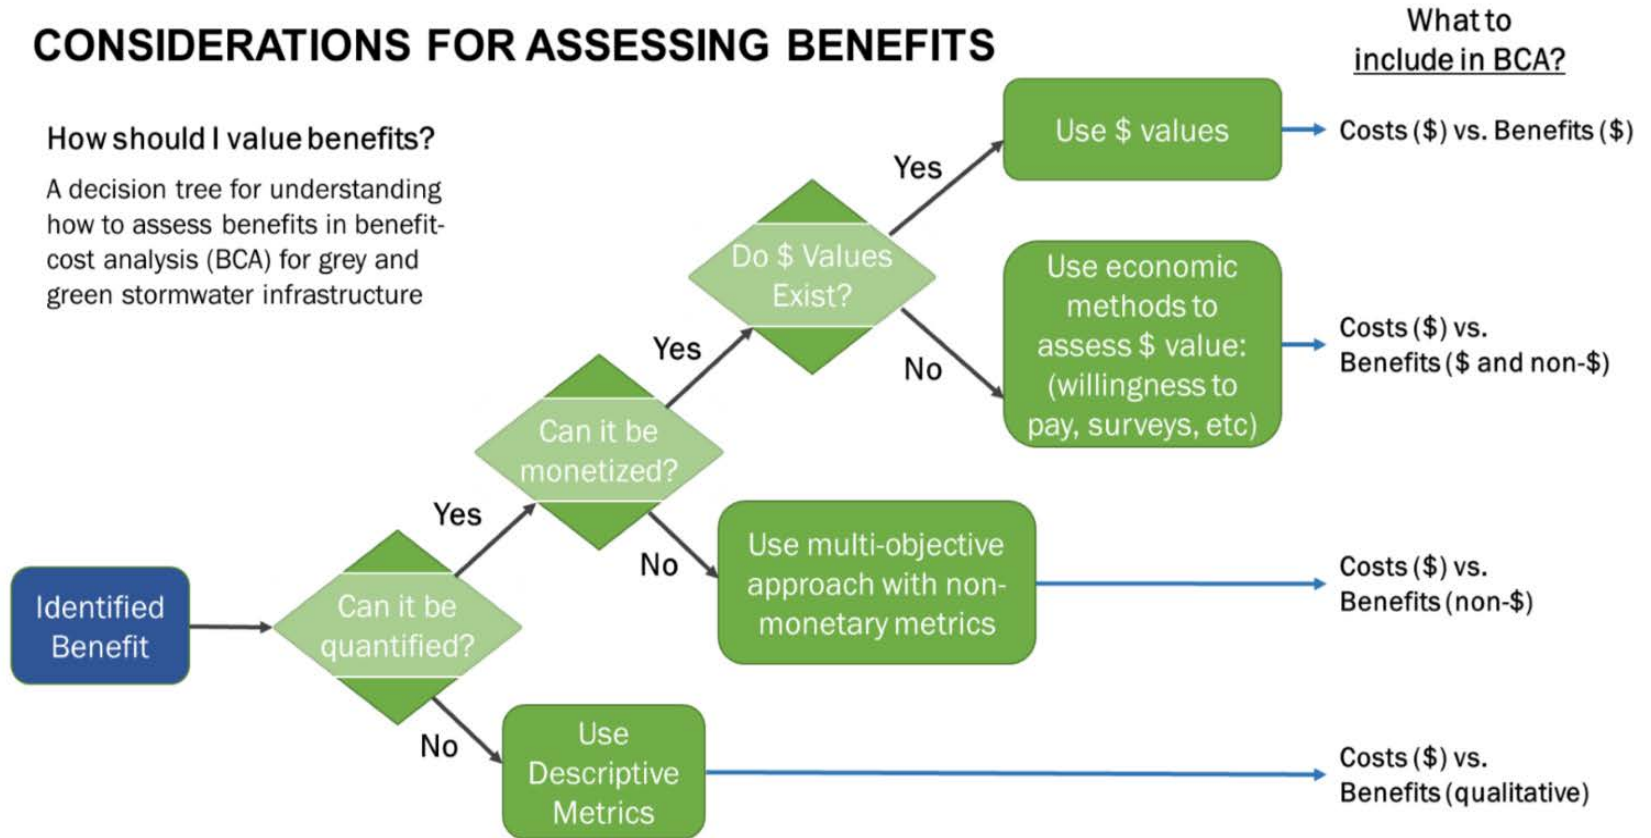 CONSIDERATIONS FOR ASSESSING BENEFITS
What to
include in BCA?
How should I value benefits?
A decision tree for understanding
how to assess benefits in benefit-
cost analysis (BCA) for grey and
green stormwater infrastructure
Use $ values
Costs ($) vs. Benefits ($)
Yes
Do $ Values
Exist?
No
Use economic
methods to
assess $ value:
(willingness to
pay, surveys, etc)
Costs ($) vs.
Benefits ($ and non-$)
Yes
Can it be
monetized?
No
Use multi-objective
approach with non-
monetary metrics
Costs ($) vs.
Benefits (non-$)
Yes
Identified
Benefit
Can it be
quantified?
No
Use
Descriptive
Metrics
Costs ($) vs.
Benefits (qualitative)